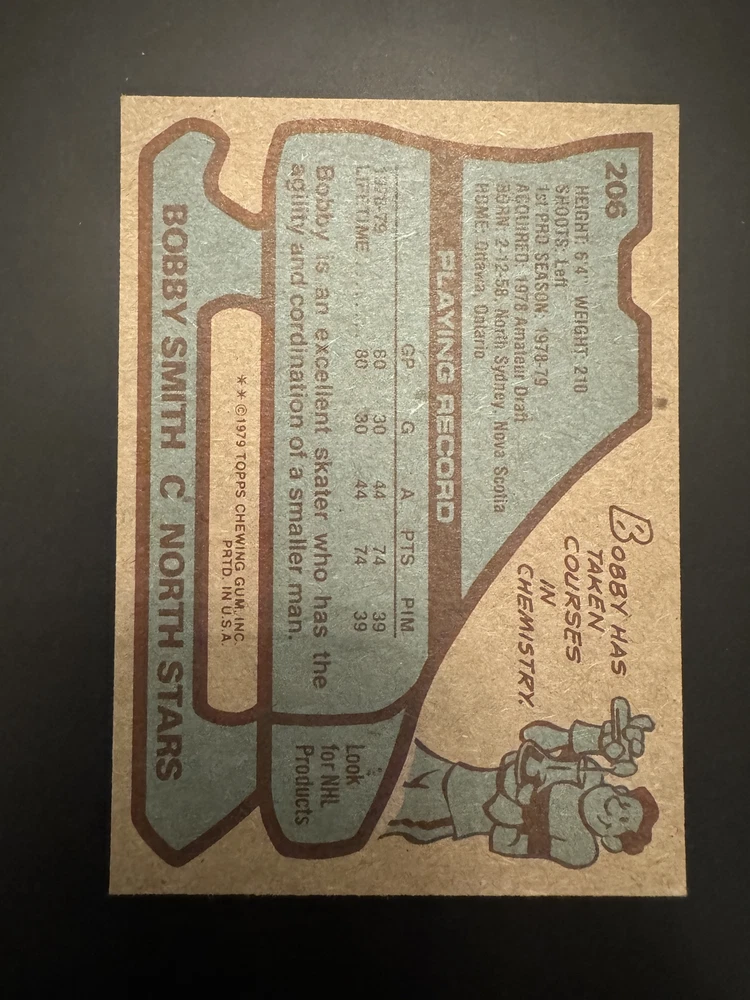 206
HEIGHT: 6'4" WEIGHT: 210
SHOOTS: Left
1st PRO SEASON: 1978-79
ACQUIRED: 1978 Amateur Draft
BORN: 2-12-58, North Sydney, Nova Scotia
HOME: Ottawa, Ontario
BOBBY HAS
TAKEN
COURSES
IN
CHEMISTRY.
PLAYING RECORD
GP G A PTS PIM
1978-79 80 30 44 74 39
LIFETIME......... 80 30 44 74 39
Bobby is an excellent skater who has the
agility and cordination of a smaller man.
Look
for NHL
Products
* * © 1979 TOPPS CHEWING GUM, INC.
PRTD. IN U.S.A.
BOBBY SMITH C NORTH STARS